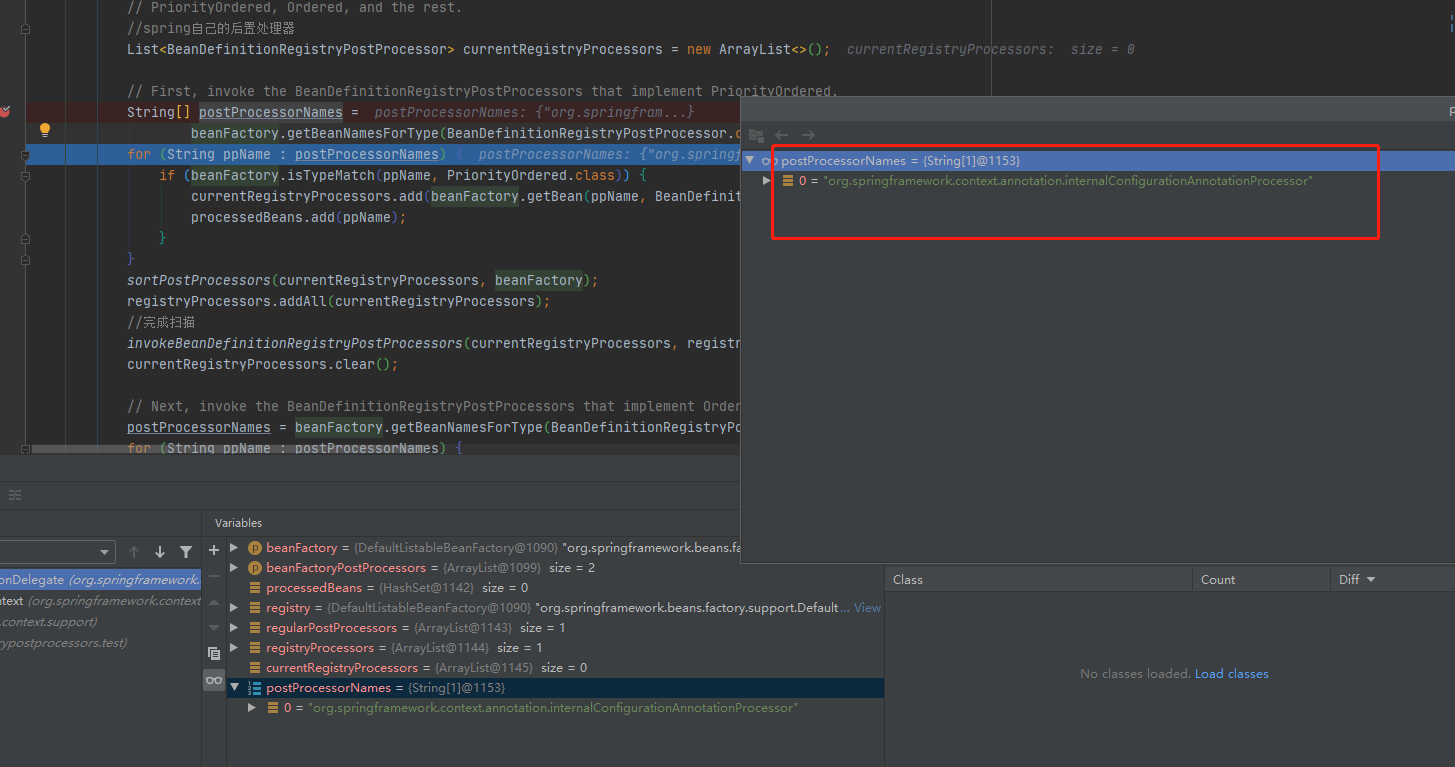 // PriorityOrdered, Ordered, and the rest.
//spring自己的后置处理器
List<BeanDefinitionRegistryPostProcessor> currentRegistryProcessors = new ArrayList<>(); currentRegistryProcessors: size = 0
// First, invoke the BeanDefinitionRegistryPostProcessors that implement PriorityOrdered.
String[] postProcessorNames = postProcessorNames: {"org.springfram...}
beanFactory.getBeanNamesForType(BeanDefinitionRegistryPostProcessor.
for (String ppName : postProcessorNames) { postProcessorNames: {"org.spring
if (beanFactory.isTypeMatch(ppName, PriorityOrdered.class)) {
currentRegistryProcessors.add(beanFactory.getBean(ppName, BeanDefinit
processedBeans.add(ppName);
}
}
sortPostProcessors(currentRegistryProcessors, beanFactory);
registryProcessors.addAll(currentRegistryProcessors);
//完成扫描
invokeBeanDefinitionRegistryPostProcessors(currentRegistryProcessors, registr
currentRegistryProcessors.clear();
// Next, invoke the BeanDefinitionRegistryPostProcessors that implement Order
postProcessorNames = beanFactory.getBeanNamesForType(BeanDefinitionRegistryPo
for (String ppName : postProcessorNames) {
postProcessorNames = {String[1]@1153}
0 = "org.springframework.context.annotation.internalConfigurationAnnotationProcessor"
onDelegate (org.springframework.
ntext (org.springframework.context
.context.support)
rypostprocessors.test)
Variables
beanFactory = {DefaultListableBeanFactory@1090} "org.springframework.beans.fa
beanFactoryPostProcessors = {ArrayList@1099} size = 2
processedBeans = {HashSet@1142} size = 0
registry = {DefaultListableBeanFactory@1090} "org.springframework.beans.factory.support.Default... View
regularPostProcessors = {ArrayList@1143} size = 1
registryProcessors = {ArrayList@1144} size = 1
currentRegistryProcessors = {ArrayList@1145} size = 0
postProcessorNames = {String[1]@1153}
0 = "org.springframework.context.annotation.internalConfigurationAnnotationProcessor"
Class Count Diff
No classes loaded. Load classes